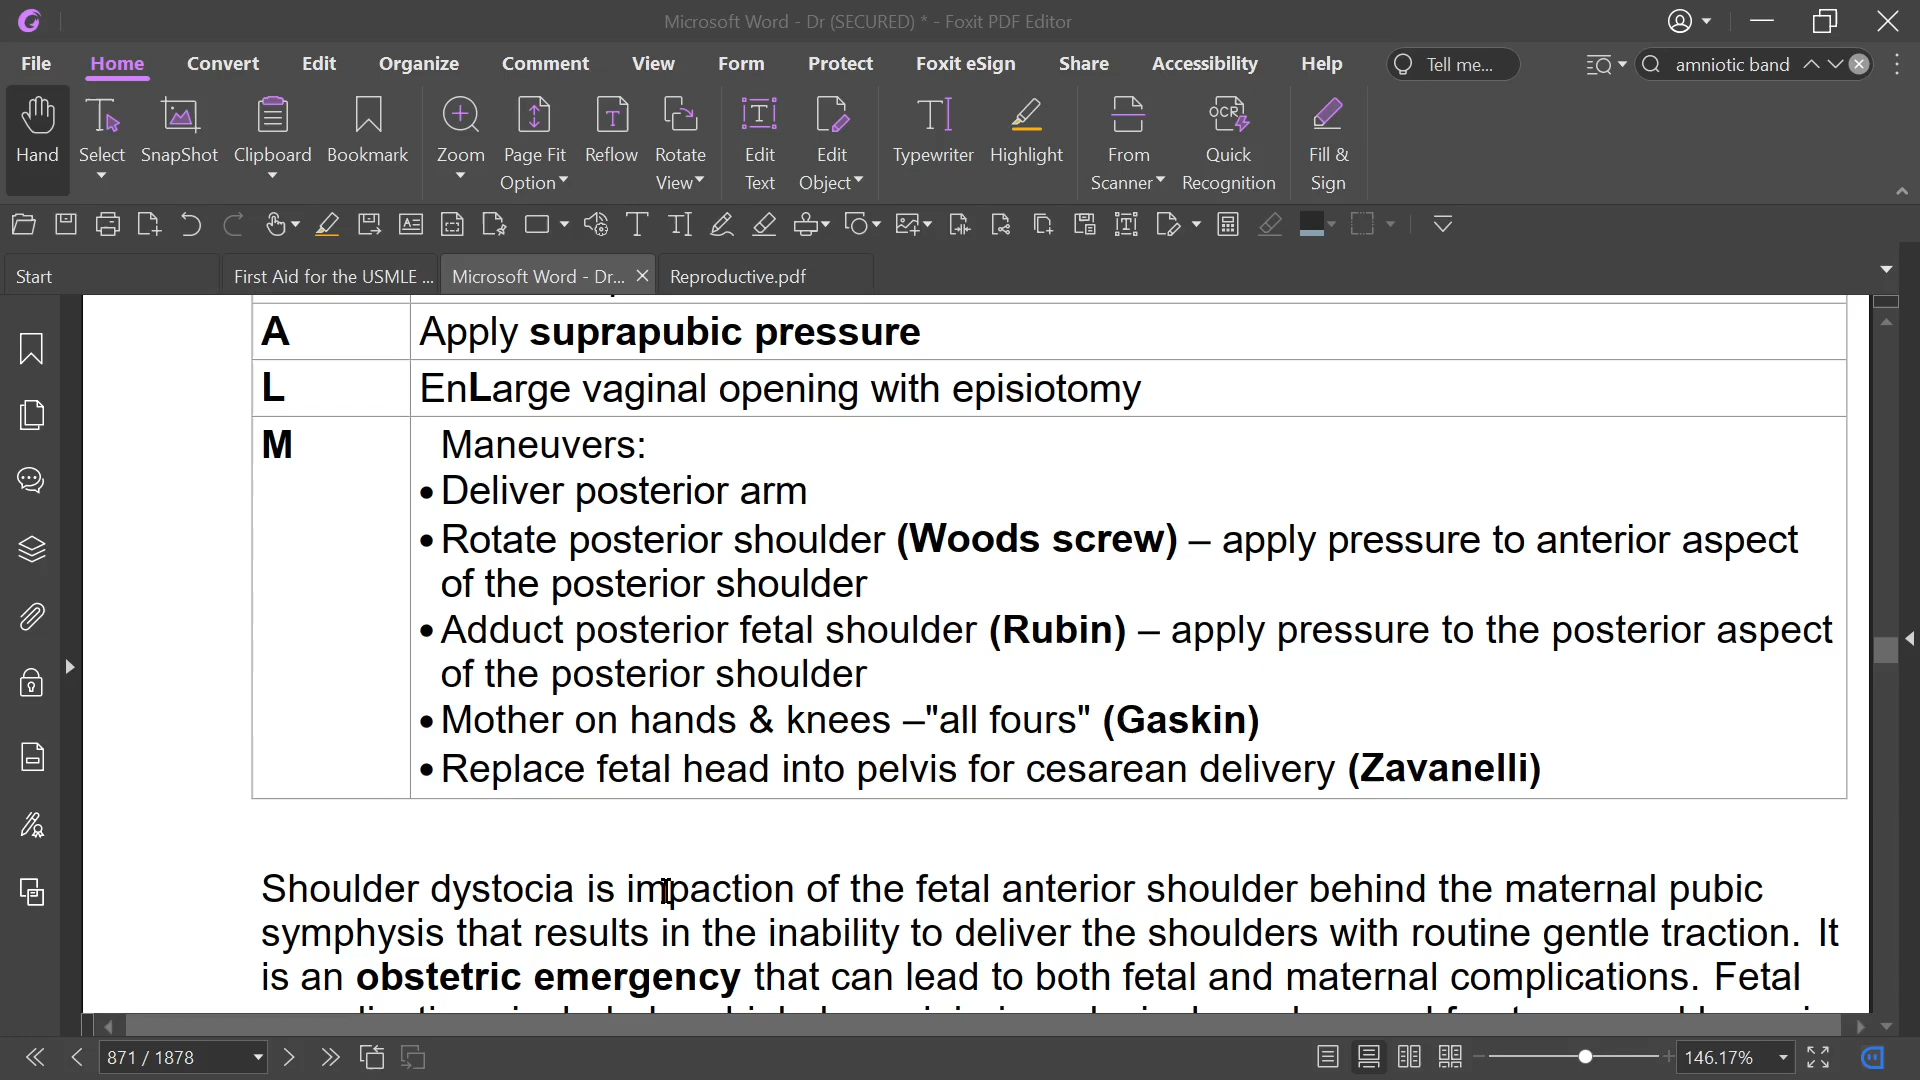 Microsoft Word - Dr (SECURED) * - Foxit PDF Editor
File Home Convert Edit Organize Comment View Form Protect Foxit eSign Share Accessibility Help Tell me... amniotic band
Hand Select SnapShot Clipboard Bookmark Zoom Page Fit Option Reflow Rotate View Edit Text Edit Object Typewriter Highlight From Scanner OCR Quick Recognition Fill & Sign
Start First Aid for the USMLE ... Microsoft Word - Dr... Reproductive.pdf
A Apply suprapubic pressure
L EnLarge vaginal opening with episiotomy
M Maneuvers:
• Deliver posterior arm
• Rotate posterior shoulder (Woods screw) – apply pressure to anterior aspect
of the posterior shoulder
• Adduct posterior fetal shoulder (Rubin) – apply pressure to the posterior aspect
of the posterior shoulder
• Mother on hands & knees –"all fours" (Gaskin)
• Replace fetal head into pelvis for cesarean delivery (Zavanelli)
Shoulder dystocia is impaction of the fetal anterior shoulder behind the maternal pubic
symphysis that results in the inability to deliver the shoulders with routine gentle traction. It
is an obstetric emergency that can lead to both fetal and maternal complications. Fetal
871 / 1878 146.17%